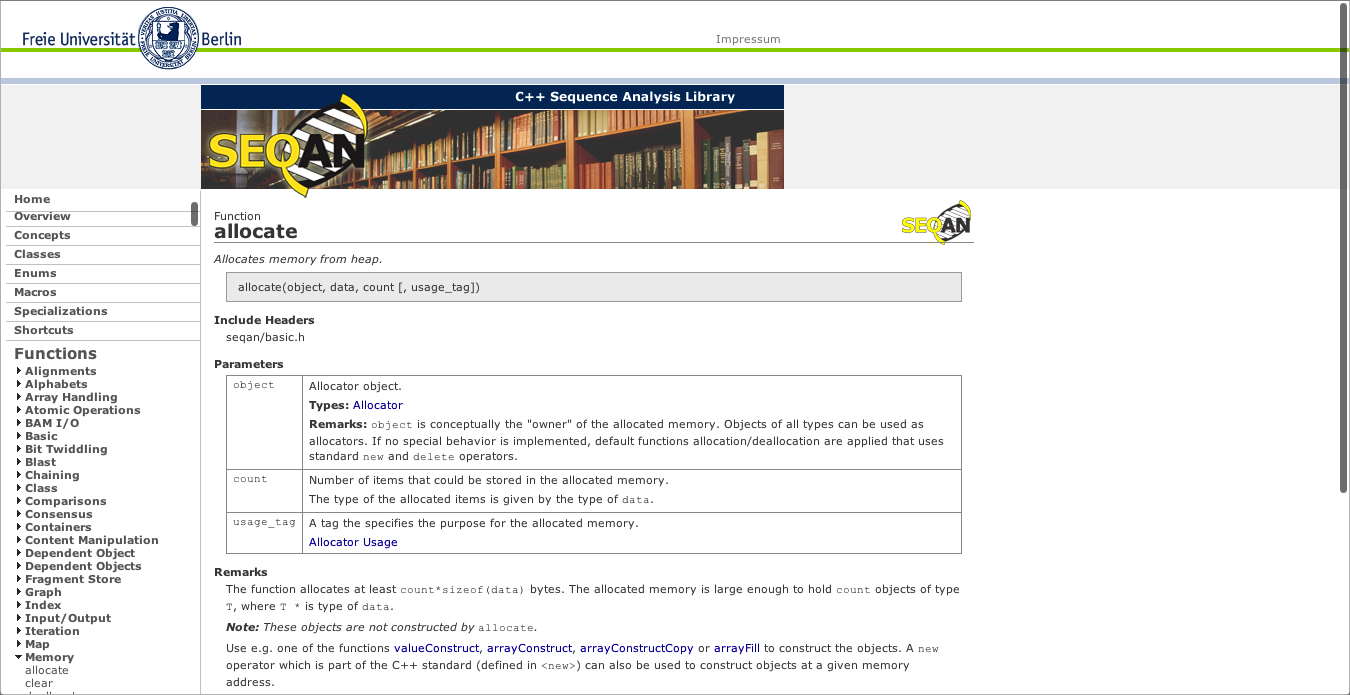 Freie Universität Berlin
Impressum
C++ Sequence Analysis Library
SEQAN
Home
Overview
Concepts
Classes
Enums
Macros
Specializations
Shortcuts
Functions
Alignments
Alphabets
Array Handling
Atomic Operations
BAM I/O
Basic
Bit Twiddling
Blast
Chaining
Class
Comparisons
Consensus
Containers
Content Manipulation
Dependent Object
Dependent Objects
Fragment Store
Graph
Index
Input/Output
Iteration
Map
Memory
allocate
clear
Function
allocate
SEQAN
Allocates memory from heap.
allocate(object, data, count [, usage_tag])
Include Headers
seqan/basic.h
Parameters
object
Allocator object.
Types: Allocator
Remarks: object is conceptually the "owner" of the allocated memory. Objects of all types can be used as
allocators. If no special behavior is implemented, default functions allocation/deallocation are applied that uses
standard new and delete operators.
count
Number of items that could be stored in the allocated memory.
The type of the allocated items is given by the type of data.
usage_tag
A tag the specifies the purpose for the allocated memory.
Allocator Usage
Remarks
The function allocates at least count*sizeof(data) bytes. The allocated memory is large enough to hold count objects of type
T, where T * is type of data.
Note: These objects are not constructed by allocate.
Use e.g. one of the functions valueConstruct, arrayConstruct, arrayConstructCopy or arrayFill to construct the objects. A new
operator which is part of the C++ standard (defined in <new>) can also be used to construct objects at a given memory
address.